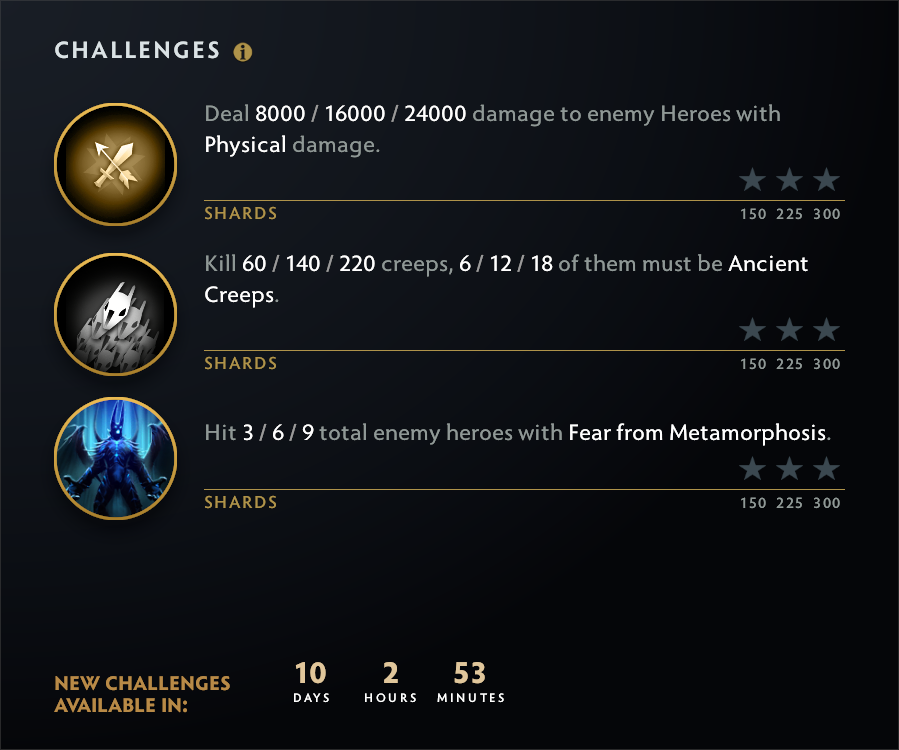 CHALLENGES
Deal 8000 / 16000 / 24000 damage to enemy Heroes with
Physical damage.
SHARDS 150 225 300
Kill 60 / 140 / 220 creeps, 6 / 12 / 18 of them must be Ancient
Creeps.
SHARDS 150 225 300
Hit 3 / 6 / 9 total enemy heroes with Fear from Metamorphosis.
SHARDS 150 225 300
NEW CHALLENGES
AVAILABLE IN:
10 2 53
DAYS HOURS MINUTES